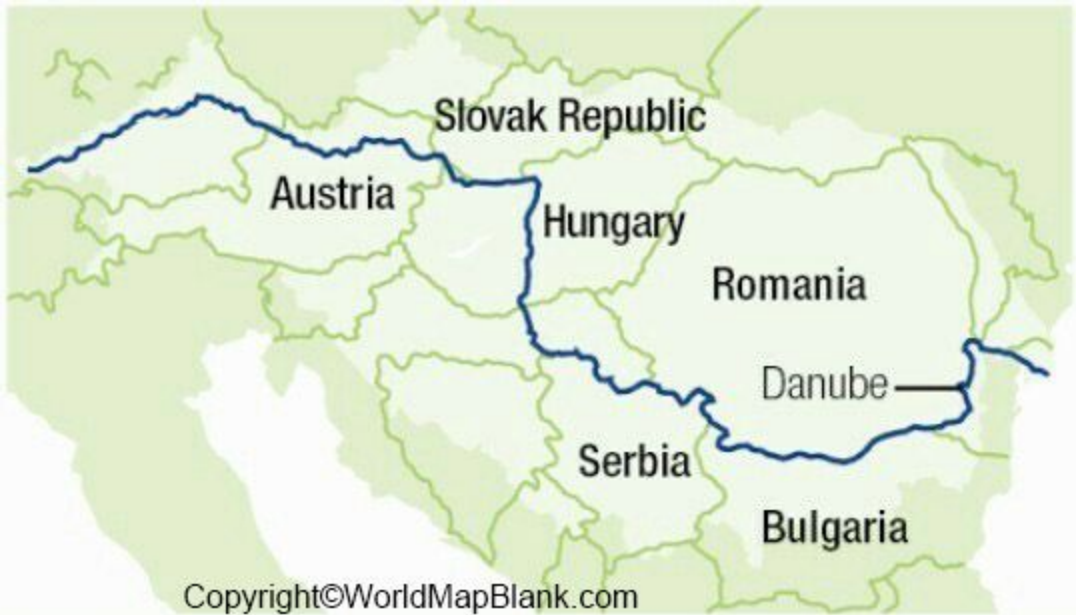 Slovak Republic
Austria
Hungary
Romania
Danube
Serbia
Bulgaria
Copyright©WorldMapBlank.com